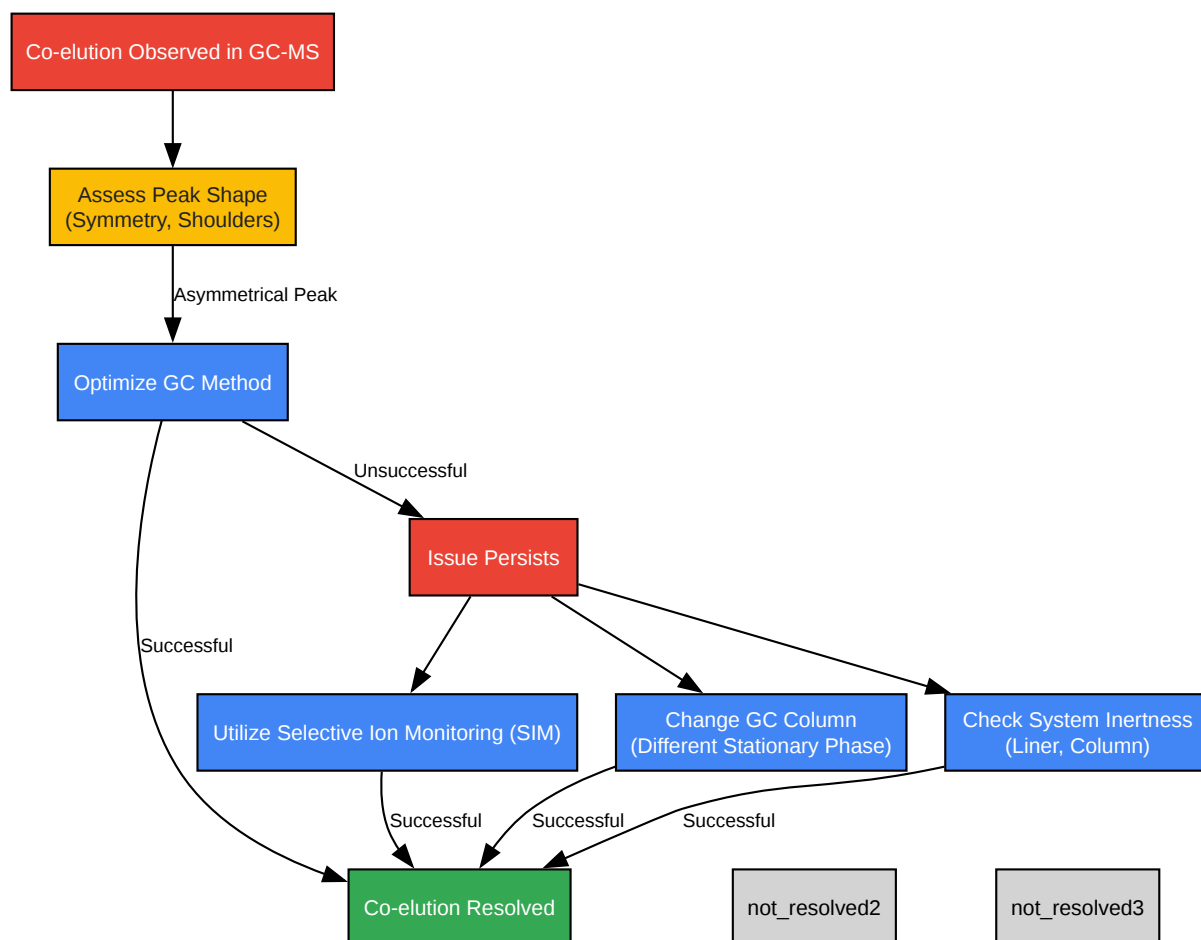 Co-elution Observed in GC-MS
Assess Peak Shape
(Symmetry, Shoulders)
Asymmetrical Peak
Optimize GC Method
Unsuccessful
Issue Persists
Successful
Utilize Selective Ion Monitoring (SIM)
Change GC Column
(Different Stationary Phase)
Check System Inertness
(Liner, Column)
Successful
Successful
Successful
Co-elution Resolved
not_resolved2
not_resolved3